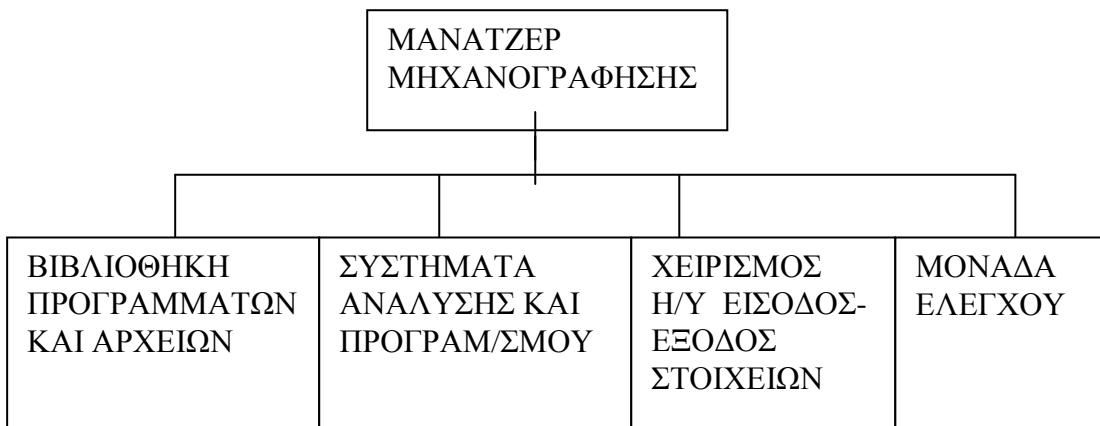 ΜΑΝΑΤΖΕΡ
ΜΗΧΑΝΟΓΡΑΦΗΣΗΣ
ΒΙΒΛΙΟΘΗΚΗ
ΠΡΟΓΡΑΜΜΑΤΩΝ
ΚΑΙ ΑΡΧΕΙΩΝ
ΣΥΣΤΗΜΑΤΑ
ΑΝΑΛΥΣΗΣ ΚΑΙ
ΠΡΟΓΡΑΜ/ΣΜΟΥ
ΧΕΙΡΙΣΜΟΣ
Η/Υ ΕΙΣΟΔΟΣ-
ΕΞΟΔΟΣ
ΣΤΟΙΧΕΙΩΝ
ΜΟΝΑΔΑ
ΕΛΕΓΧΟΥ